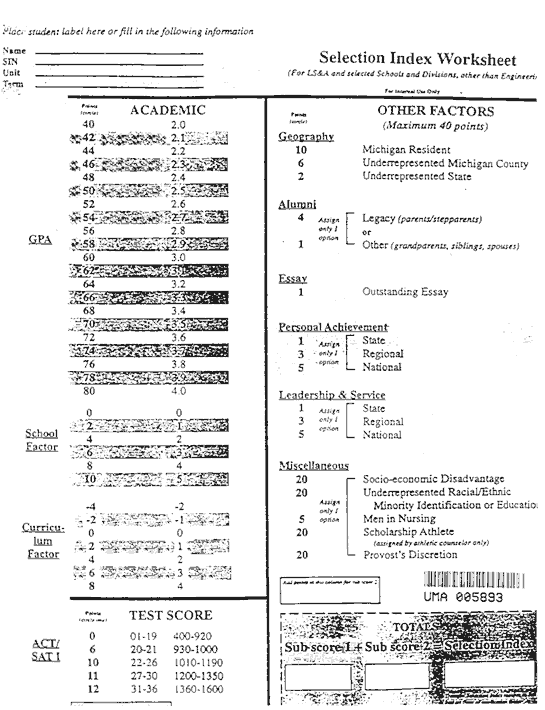 Place student label here or fill in the following information
Name
SIN
Unit
Term
Selection Index Worksheet
(For LS&A and selected Schools and Divisions, other than Engineeri
For Internal Use Only
Points
ACADEMIC
GPA
40 2.0
42 2.1
44 2.2
46 2.3
48 2.4
50 2.5
52 2.6
54 2.7
56 2.8
58 2.9
60 3.0
62 3.1
64 3.2
66 3.3
68 3.4
70 3.5
72 3.6
74 3.7
76 3.8
78 3.9
80 4.0
School
Factor
0 0
2 1
4 2
6 3
8 4
10 5
Curricu-
lum
Factor
-4 -2
-2 -1
0 0
2 1
4 2
6 3
8 4
Points
TEST SCORE
ACT/
SAT I
0 01-19 400-920
6 20-21 930-1000
10 22-26 1010-1190
11 27-30 1200-1350
12 31-36 1360-1600
OTHER FACTORS
Points
(Maximum 40 points)
Geography
10 Michigan Resident
6 Underrepresented Michigan County
2 Underrepresented State
Alumni
4 Legacy (parents/stepparents)
Assign
only 1
option
or
1 Other (grandparents, siblings, spouses)
Essay
1 Outstanding Essay
Personal Achievement
1 State
3 Regional
5 National
Assign
only 1
option
Leadership & Service
1 State
3 Regional
5 National
Assign
only 1
option
Miscellaneous
20 Socio-economic Disadvantage
20 Underrepresented Racial/Ethnic
Minority Identification or Educatio
5 Men in Nursing
20 Scholarship Athlete
(assigned by athletic counselor only)
20 Provost's Discretion
Assign
only 1
option
Add points in this column for sub score 2
UMA 005893
TOTAL
Sub score 1 + Sub score 2 = Selection Index